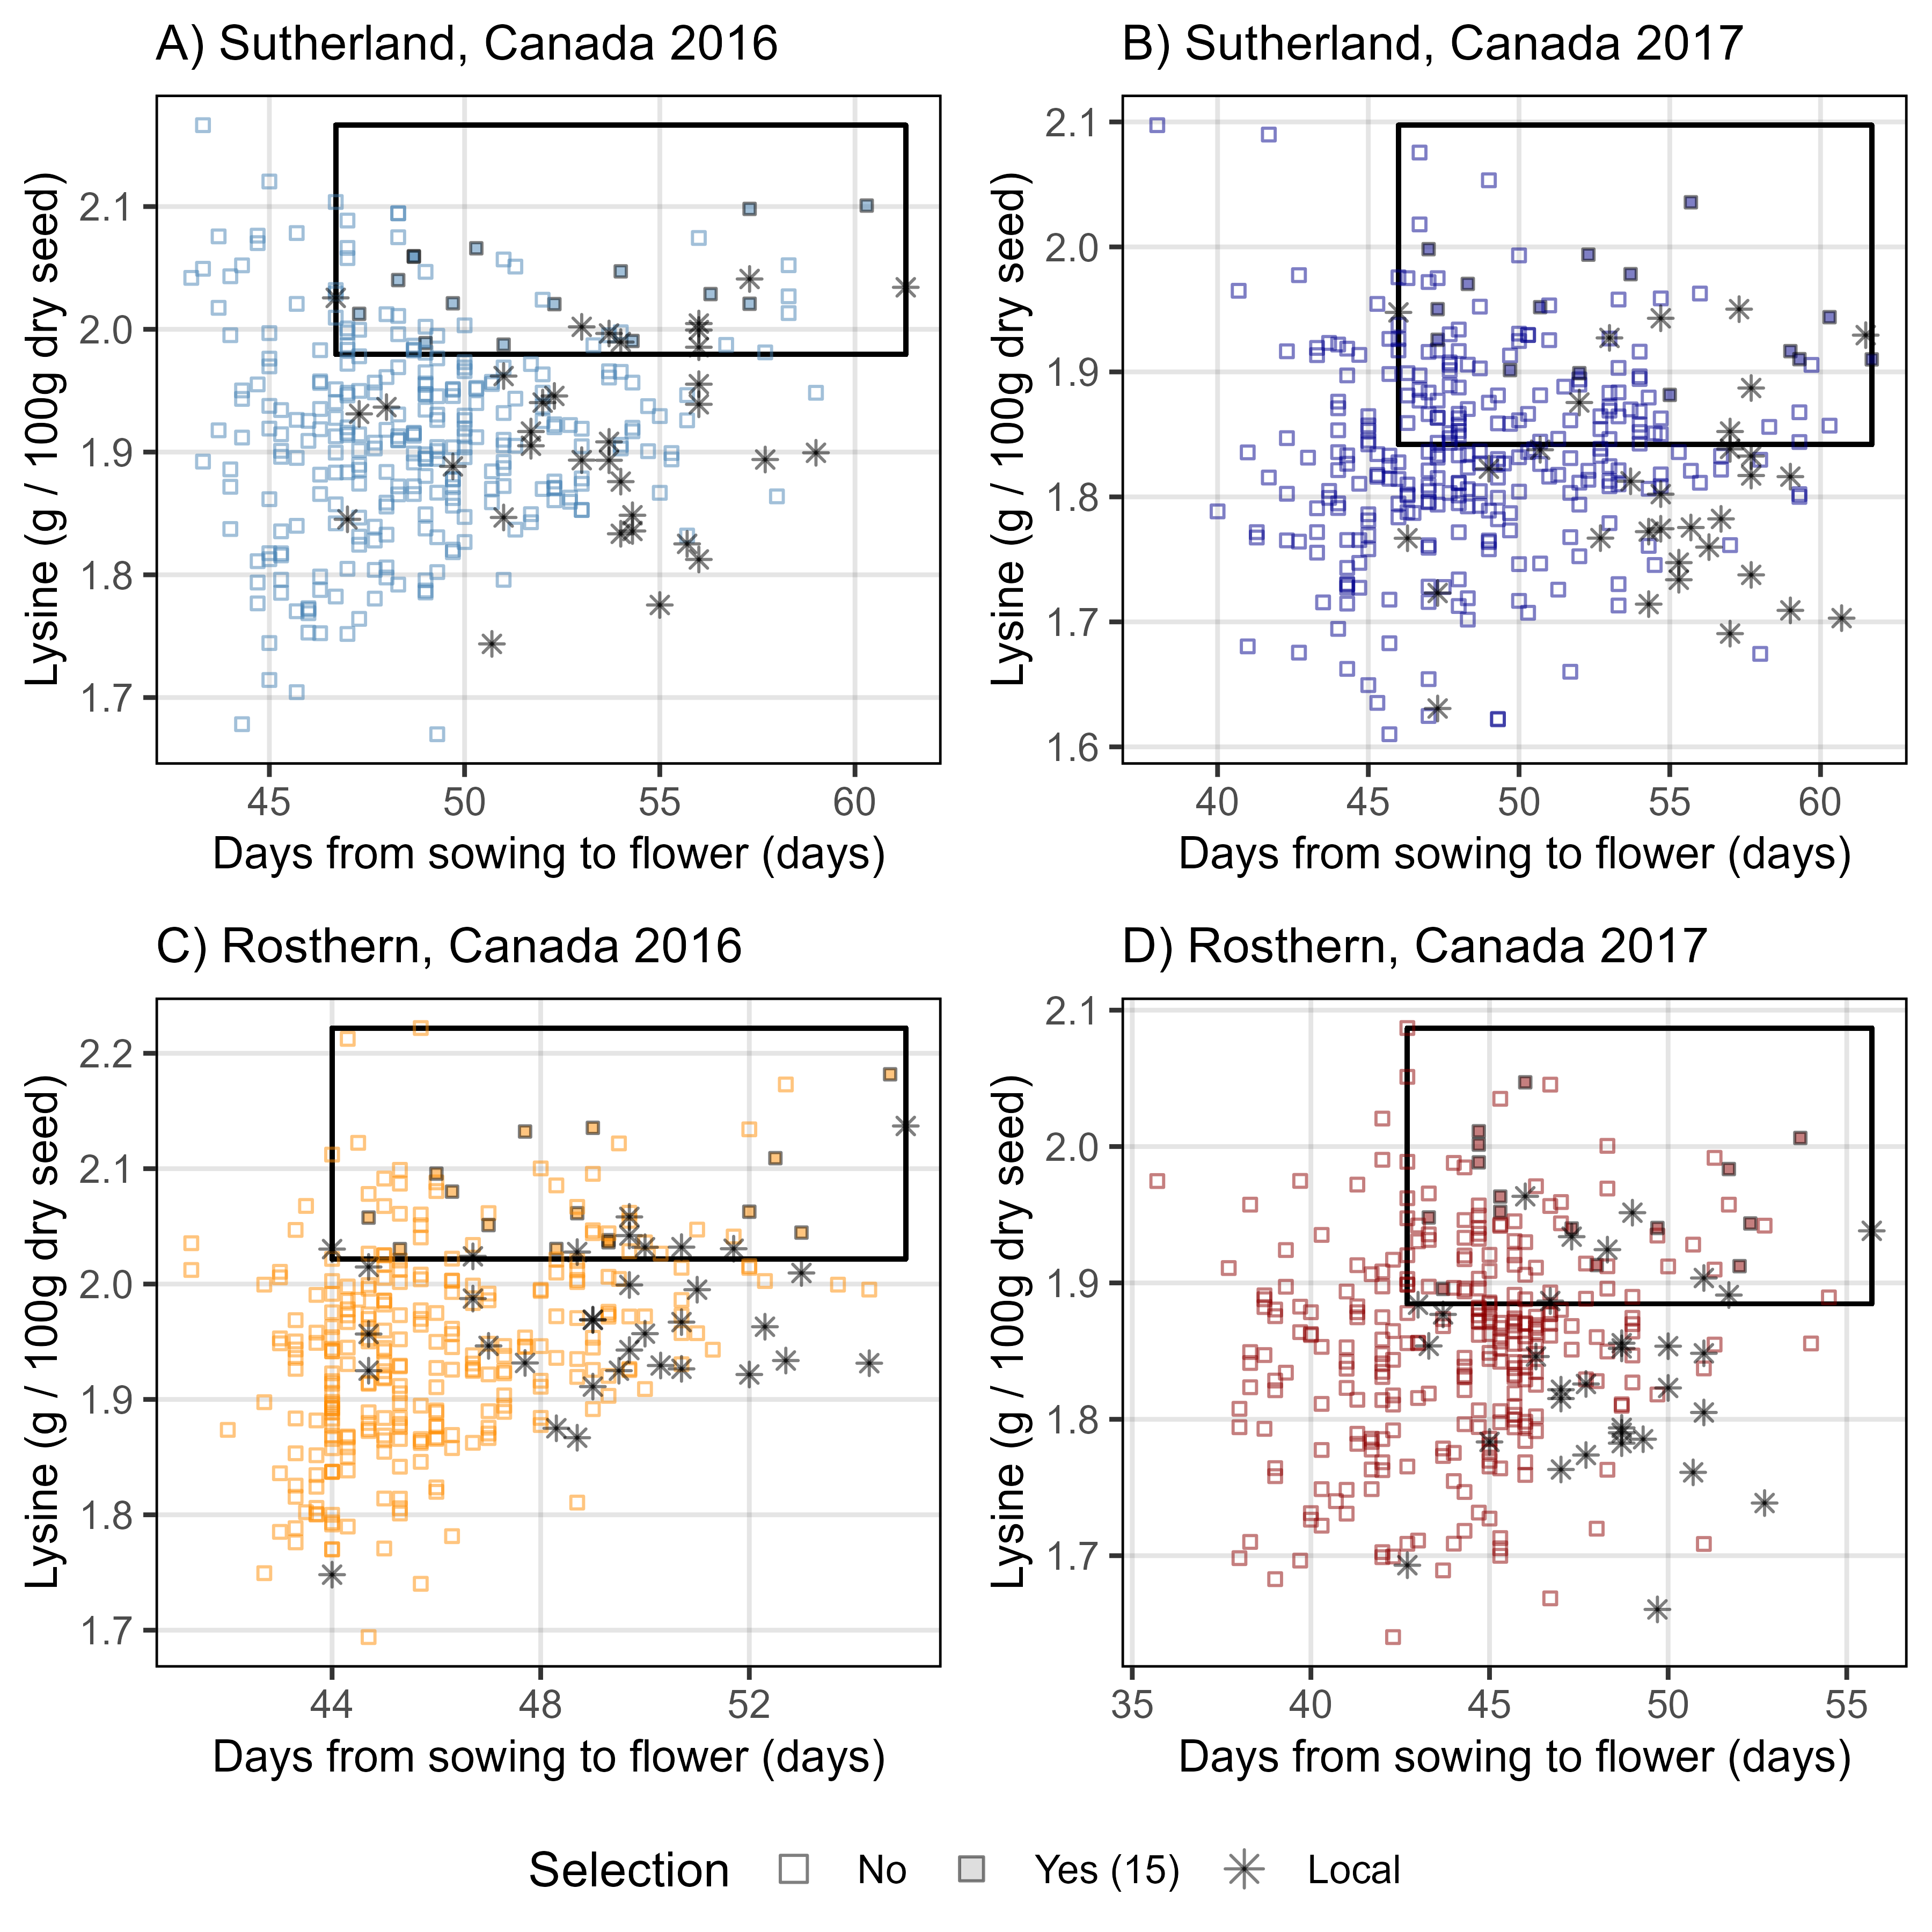 A) Sutherland, Canada 2016
Lysine (g / 100g dry seed)
2.1
2.0
1.9
1.8
1.7
45 50 55 60
Days from sowing to flower (days)
B) Sutherland, Canada 2017
Lysine (g / 100g dry seed)
2.1
2.0
1.9
1.8
1.7
1.6
40 45 50 55 60
Days from sowing to flower (days)
C) Rosthern, Canada 2016
Lysine (g / 100g dry seed)
2.2
2.1
2.0
1.9
1.8
1.7
44 48 52
Days from sowing to flower (days)
D) Rosthern, Canada 2017
Lysine (g / 100g dry seed)
2.1
2.0
1.9
1.8
1.7
35 40 45 50 55
Days from sowing to flower (days)
Selection No Yes (15) Local